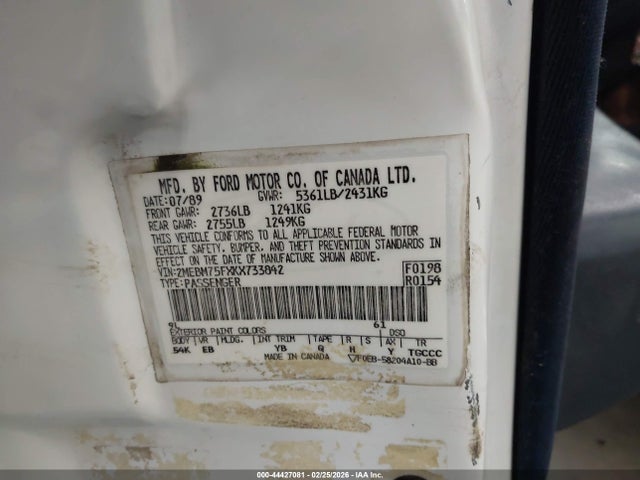 MFD. BY FORD MOTOR CO. OF CANADA LTD.
DATE: 07/89 GVWR: 5361LB/2431KG
FRONT GAWR: 2736LB 1241KG
REAR GAWR: 2755LB 1249KG
THIS VEHICLE CONFORMS TO ALL APPLICABLE FEDERAL MOTOR
VEHICLE SAFETY, BUMPER, AND THEFT PREVENTION STANDARDS
IN EFFECT ON THE DATE OF MANUFACTURE SHOWN ABOVE.
VIN: 2MEBM75FXKX733842 F0198
TYPE: PASSENGER R0154
9L 61
EXTERIOR PAINT COLORS DSO
BODY VR MLDG. INT TRIM TAPE R S AX TR
54K EB YB Q H TGCCC
MADE IN CANADA F0EB-58204A10-BB
000-44427081 | 02/25/2026 - IAA Inc.